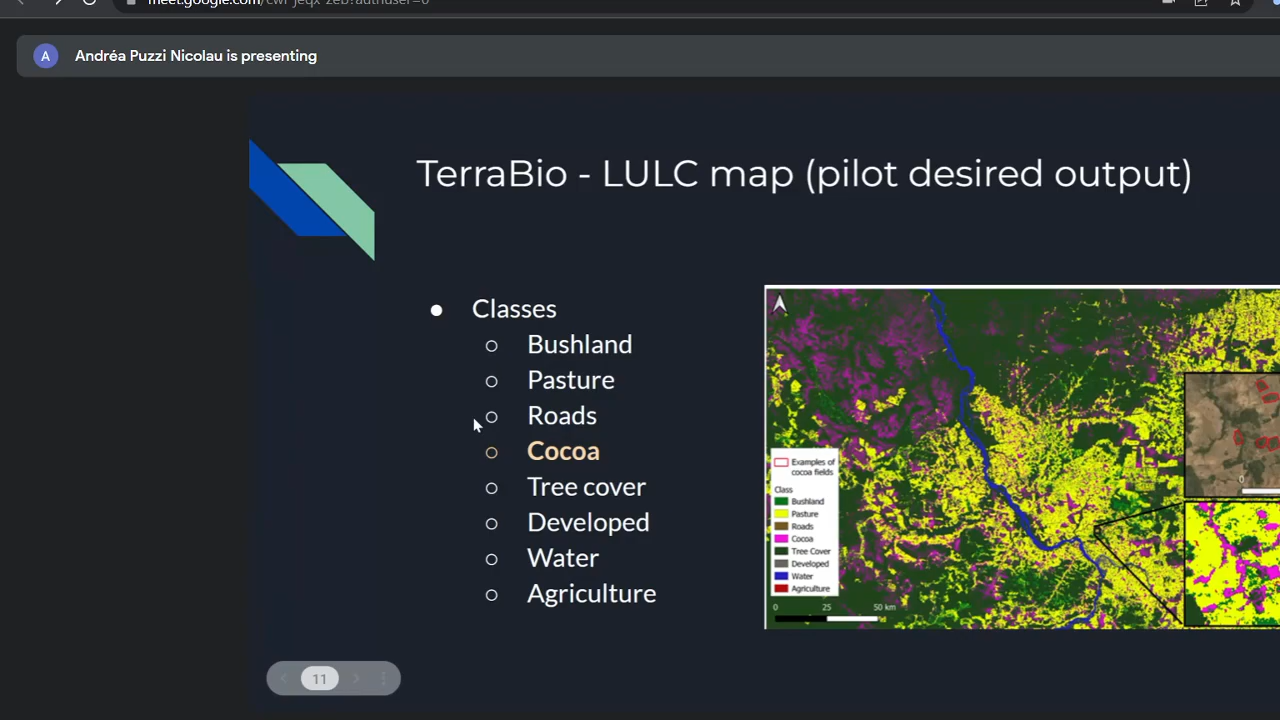 A Andréa Puzzi Nicolau is presenting
TerraBio - LULC map (pilot desired output)
Classes
Bushland
Pasture
Roads
Cocoa
Tree cover
Developed
Water
Agriculture
Examples of
cocoa fields
Class
Bushland
Pasture
Roads
Cocoa
Tree Cover
Developed
Water
Agriculture
0 25 50 km
0
11